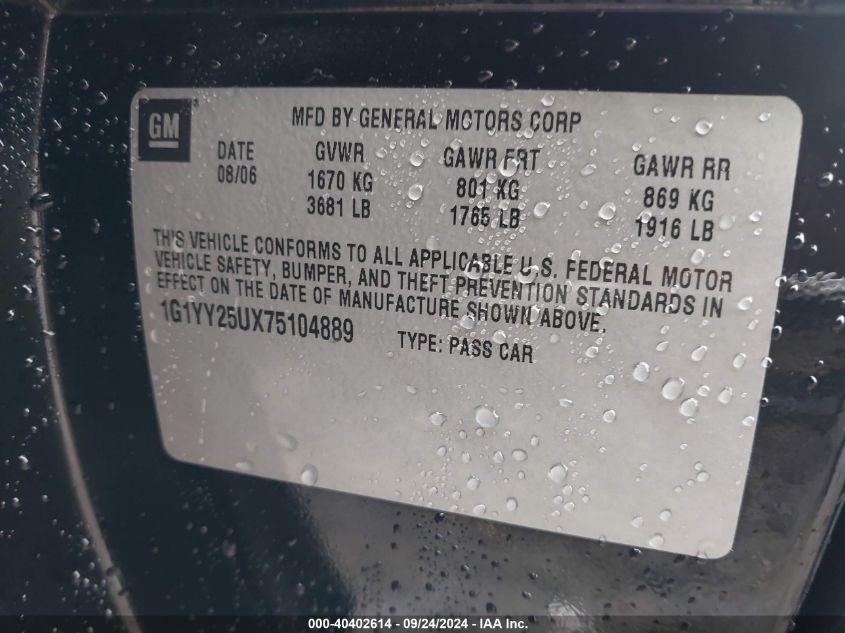 GM
MFD BY GENERAL MOTORS CORP
DATE GVWR GAWR FRT GAWR RR
08/06 1670 KG 801 KG 869 KG
3681 LB 1765 LB 1916 LB
THIS VEHICLE CONFORMS TO ALL APPLICABLE U.S. FEDERAL MOTOR
VEHICLE SAFETY, BUMPER, AND THEFT PREVENTION STANDARDS IN
EFFECT ON THE DATE OF MANUFACTURE SHOWN ABOVE.
1G1YY25UX75104889 TYPE: PASS CAR
000-40402614 - 09/24/2024 - IAA Inc.